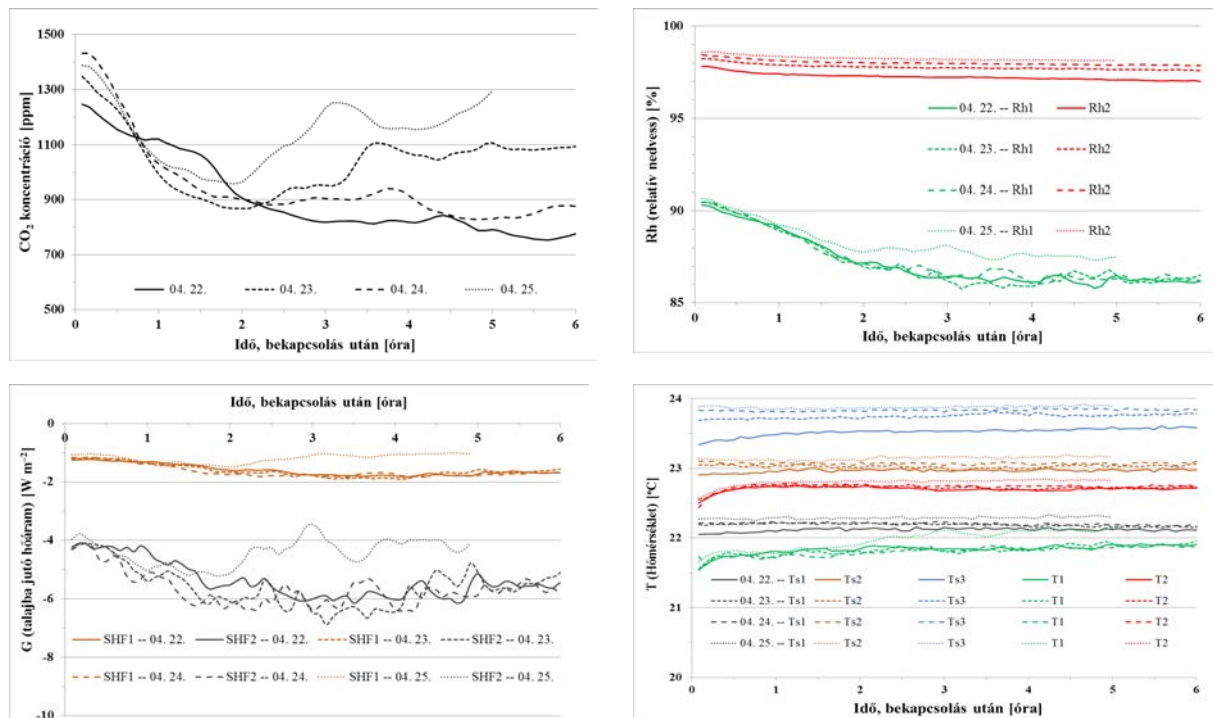 1500
1300
1100
900
700
500
CO₂ koncentráció [ppm]
04. 22.
04. 23.
04. 24.
04. 25.
0 1 2 3 4 5 6
Idő, bekapcsolás után [óra]
100
95
90
85
Rh (relatív nedvess) [%]
04. 22. -- Rh1 Rh2
04. 23. -- Rh1 Rh2
04. 24. -- Rh1 Rh2
04. 25. -- Rh1 Rh2
0 1 2 3 4 5 6
Idő, bekapcsolás után [óra]
Idő, bekapcsolás után [óra]
0 1 2 3 4 5 6
0
-2
-4
-6
-8
-10
G (talajba jutó hőáram) [W m⁻²]
SHF1 -- 04. 22. SHF2 -- 04. 22. SHF1 -- 04. 23. SHF2 -- 04. 23.
SHF1 -- 04. 24. SHF2 -- 04. 24. SHF1 -- 04. 25. SHF2 -- 04. 25.
24
23
22
21
20
T (Hőmérséklet) [°C]
04. 22. -- Ts1 Ts2 Ts3 T1 T2
04. 23. -- Ts1 Ts2 Ts3 T1 T2
04. 24. -- Ts1 Ts2 Ts3 T1 T2
04. 25. -- Ts1 Ts2 Ts3 T1 T2
0 1 2 3 4 5 6
Idő, bekapcsolás után [óra]